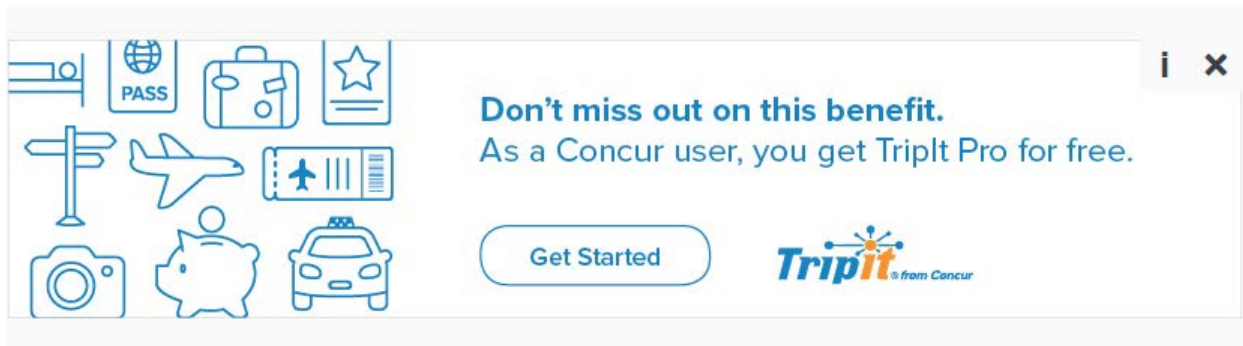 PASS
i ×
Don't miss out on this benefit.
As a Concur user, you get TripIt Pro for free.
Get Started
TripIt® from Concur